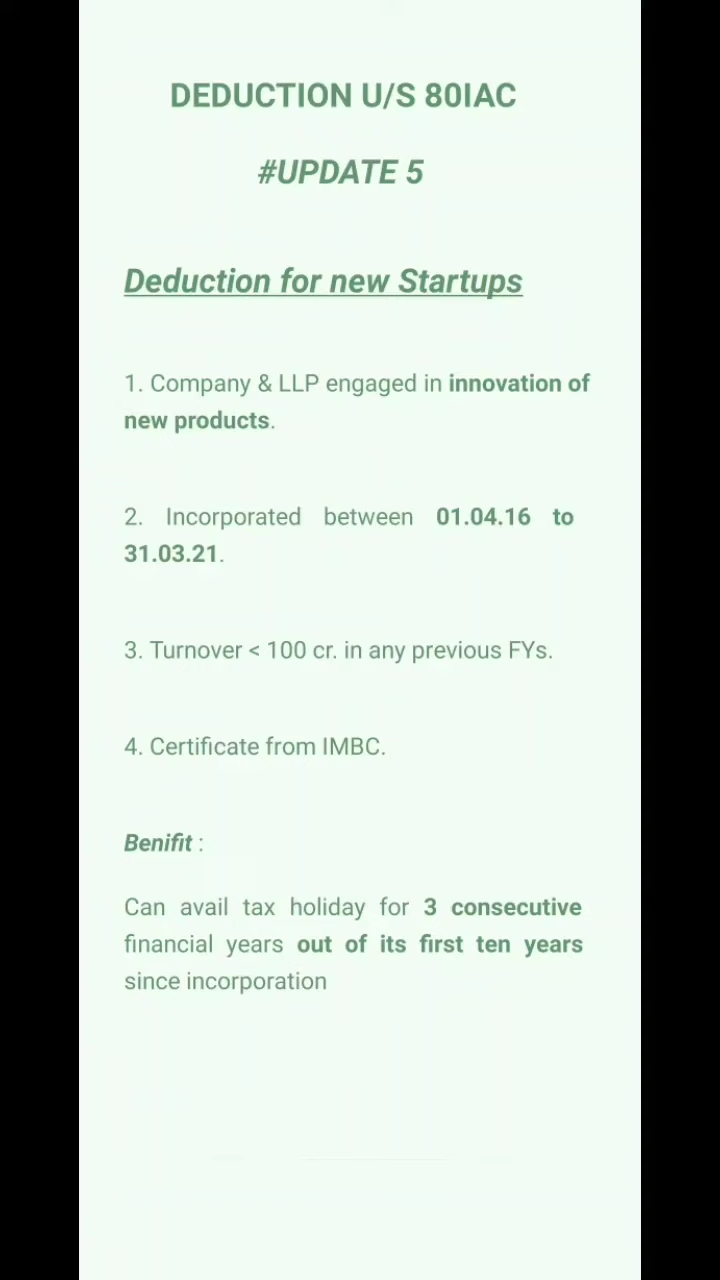 DEDUCTION U/S 80IAC
#UPDATE 5
Deduction for new Startups
1. Company & LLP engaged in innovation of
new products.
2. Incorporated between 01.04.16 to
31.03.21.
3. Turnover < 100 cr. in any previous FYs.
4. Certificate from IMBC.
Benifit :
Can avail tax holiday for 3 consecutive
financial years out of its first ten years
since incorporation